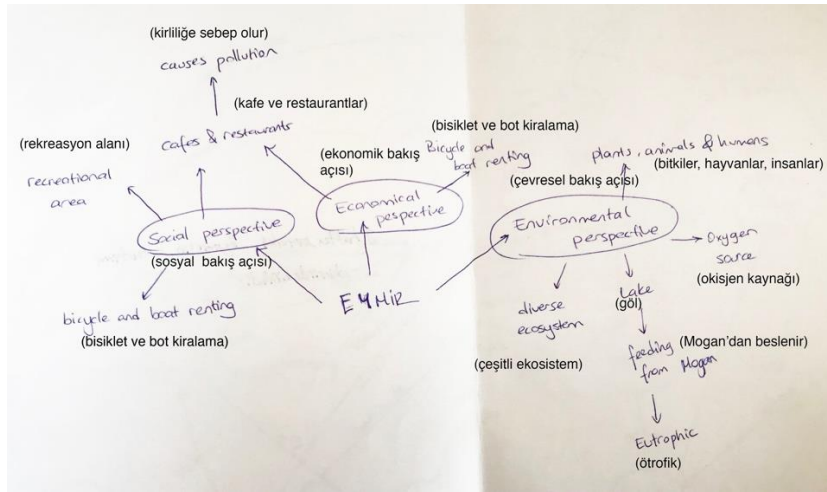 (kirliliğe sebep olur)
causes pollution
(kafe ve restaurantlar)
cafes & restaurants
(rekreasyon alanı)
recreational
area
(bisiklet ve bot kiralama)
Bicycle and
boat renting
(ekonomik bakış
açısı)
Economical
pespective
plants, animals & humans
(bitkiler, hayvanlar, insanlar)
(çevresel bakış açısı)
Environmental
perspective
Social perspective
(sosyal bakış açısı)
Oxygen
source
(okisjen kaynağı)
bicycle and boat renting
(bisiklet ve bot kiralama)
EYMİR
diverse
ecosystem
(çeşitli ekosistem)
Lake
(göl)
feeding
from Mogan
(Mogan’dan beslenir)
Eutrophic
(ötrofik)